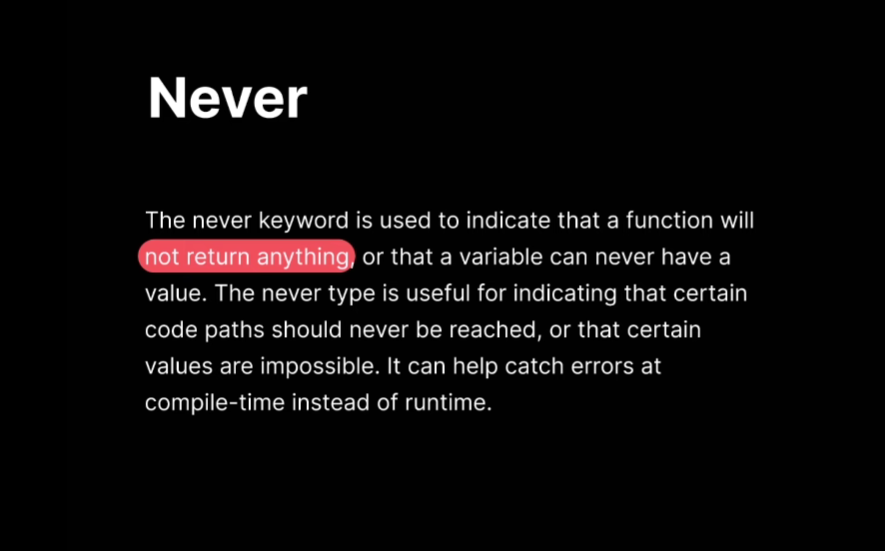 Never
The never keyword is used to indicate that a function will
not return anything, or that a variable can never have a
value. The never type is useful for indicating that certain
code paths should never be reached, or that certain
values are impossible. It can help catch errors at
compile-time instead of runtime.